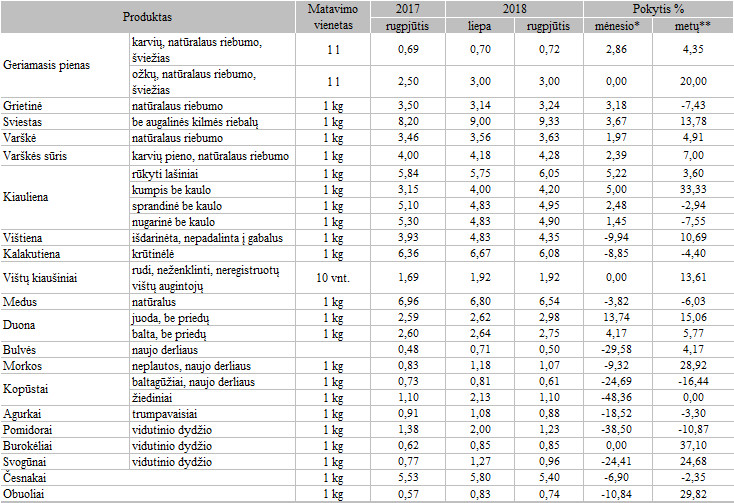 Produktas Matavimo vienetas 2017 2018 Pokytis %
rugpjūtis liepa rugpjūtis mėnesio* metų**
Geriamasis pienas karvių, natūralaus riebumo, šviežias 1 l 0,69 0,70 0,72 2,86 4,35
ožkų, natūralaus riebumo, šviežias 1 l 2,50 3,00 3,00 0,00 20,00
Grietinė natūralaus riebumo 1 kg 3,50 3,14 3,24 3,18 -7,43
Sviestas be augalinės kilmės riebalų 1 kg 8,20 9,00 9,33 3,67 13,78
Varškė natūralaus riebumo 1 kg 3,46 3,56 3,63 1,97 4,91
Varškės sūris karvių pieno, natūralaus riebumo 1 kg 4,00 4,18 4,28 2,39 7,00
Kiauliena rūkyti lašiniai 1 kg 5,84 5,75 6,05 5,22 3,60
kumpis be kaulo 1 kg 3,15 4,00 4,20 5,00 33,33
sprandinė be kaulo 1 kg 5,10 4,83 4,95 2,48 -2,94
nugarinė be kaulo 1 kg 5,30 4,83 4,90 1,45 -7,55
Vištiena išdarinėta, nepadalinta į gabalus 1 kg 3,93 4,83 4,35 -9,94 10,69
Kalakutiena krūtinėlė 1 kg 6,36 6,67 6,08 -8,85 -4,40
Vištų kiaušiniai rudi, neženklinti, neregistruotų vištų augintojų 10 vnt. 1,69 1,92 1,92 0,00 13,61
Medus natūralus 1 kg 6,96 6,80 6,54 -3,82 -6,03
Duona juoda, be priedų 1 kg 2,59 2,62 2,98 13,74 15,06
balta, be priedų 1 kg 2,60 2,64 2,75 4,17 5,77
Bulvės naujo derliaus 0,48 0,71 0,50 -29,58 4,17
Morkos neplautos, naujo derliaus 1 kg 0,83 1,18 1,07 -9,32 28,92
Kopūstai baltagūžiai, naujo derliaus 1 kg 0,73 0,81 0,61 -24,69 -16,44
žiediniai 1 kg 1,10 2,13 1,10 -48,36 0,00
Agurkai trumpavaisiai 1 kg 0,91 1,08 0,88 -18,52 -3,30
Pomidorai vidutinio dydžio 1 kg 1,38 2,00 1,23 -38,50 -10,87
Burokėliai vidutinio dydžio 1 kg 0,62 0,85 0,85 0,00 37,10
Svogūnai vidutinio dydžio 1 kg 0,77 1,27 0,96 -24,41 24,68
Česnakai 1 kg 5,53 5,80 5,40 -6,90 -2,35
Obuoliai 1 kg 0,57 0,83 0,74 -10,84 29,82